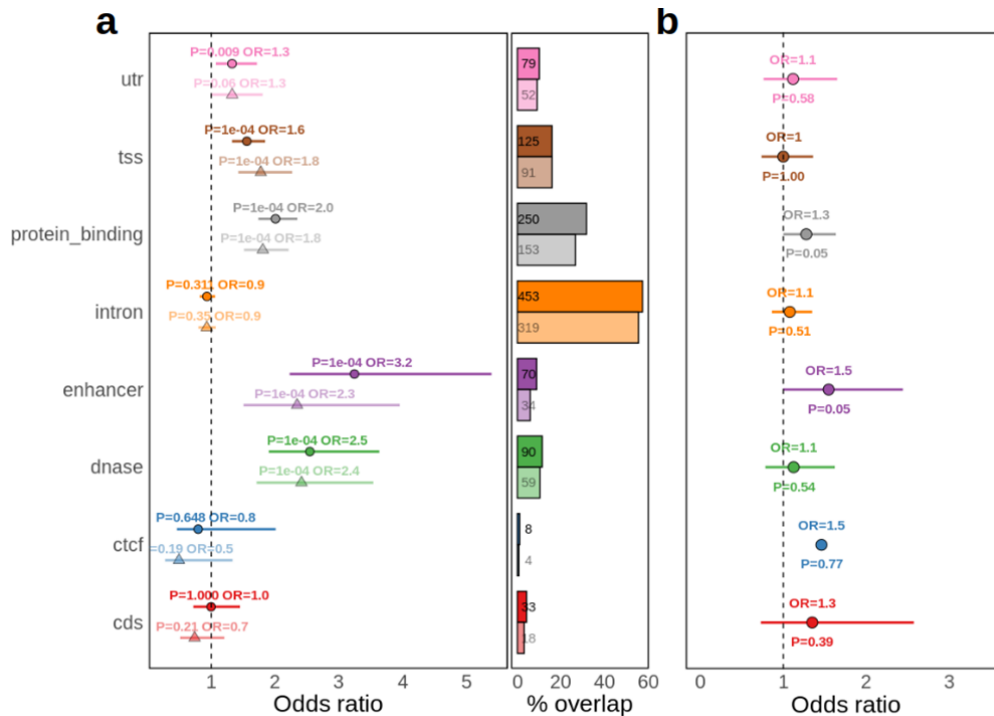 a
b
utr
P=0.009 OR=1.3
P=0.06 OR=1.3
79
52
OR=1.1
P=0.58
tss
P=1e-04 OR=1.6
P=1e-04 OR=1.8
125
91
OR=1
P=1.00
protein_binding
P=1e-04 OR=2.0
P=1e-04 OR=1.8
250
153
OR=1.3
P=0.05
intron
P=0.311 OR=0.9
P=0.35 OR=0.9
453
319
OR=1.1
P=0.51
enhancer
P=1e-04 OR=3.2
P=1e-04 OR=2.3
70
34
OR=1.5
P=0.05
dnase
P=1e-04 OR=2.5
P=1e-04 OR=2.4
90
59
OR=1.1
P=0.54
ctcf
P=0.648 OR=0.8
=0.19 OR=0.5
8
4
OR=1.5
P=0.77
cds
P=1.000 OR=1.0
P=0.21 OR=0.7
33
18
OR=1.3
P=0.39
1 2 3 4 5
0 20 40 60
0 1 2 3
Odds ratio
% overlap
Odds ratio